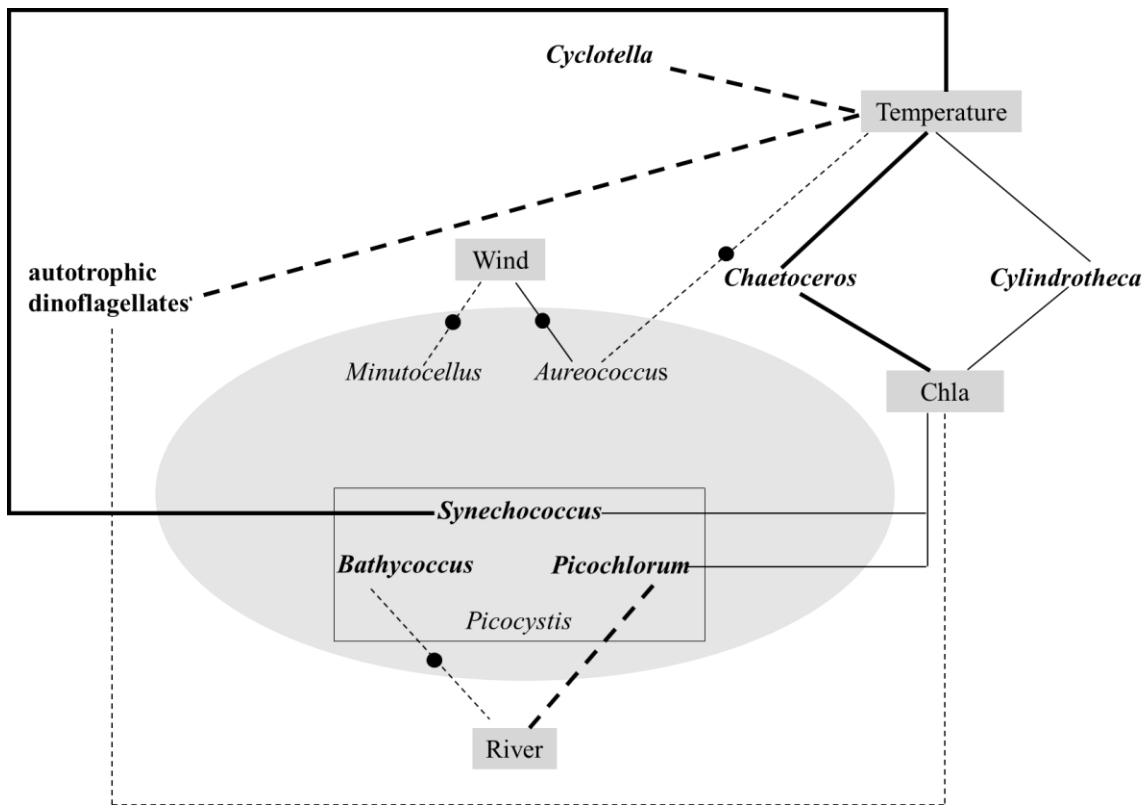 Cyclotella
Temperature
Wind
autotrophic
dinoflagellates
Chaetoceros
Cylindrotheca
Minutocellus
Aureococcus
Chla
Synechococcus
Bathycoccus
Picochlorum
Picocystis
River